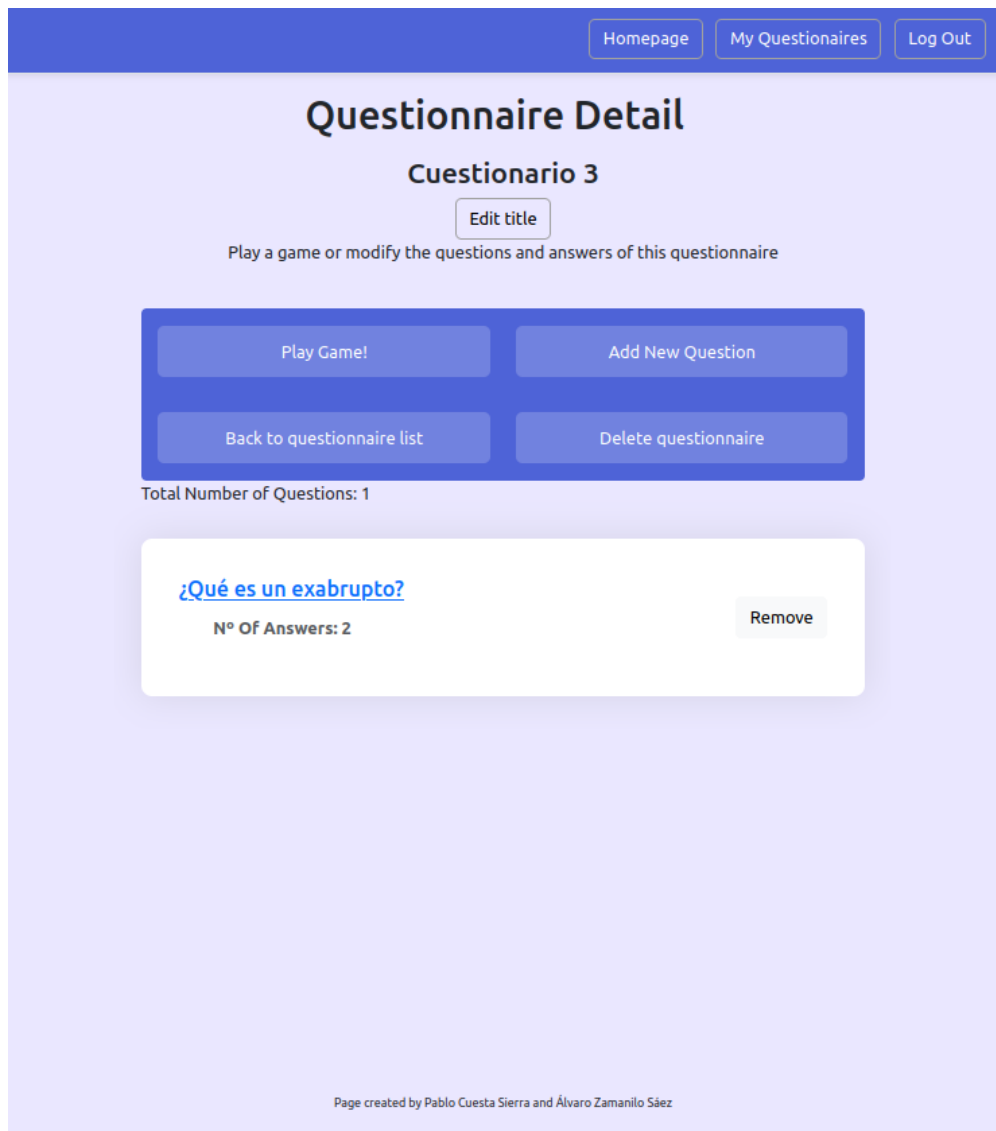 Homepage My Questionaires Log Out
Questionnaire Detail
Cuestionario 3
Edit title
Play a game or modify the questions and answers of this questionnaire
Play Game! Add New Question
Back to questionnaire list Delete questionnaire
Total Number of Questions: 1
¿Qué es un exabrupto?
Nº Of Answers: 2
Remove
Page created by Pablo Cuesta Sierra and Álvaro Zamanilo Sáez